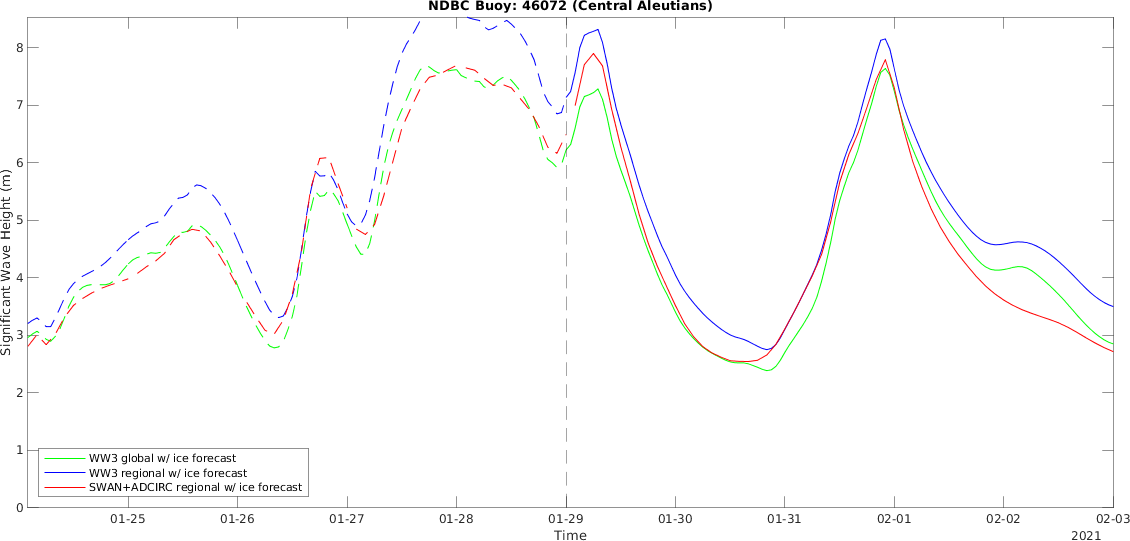 NDBC Buoy: 46072 (Central Aleutians)
8
7
6
5
4
3
2
1
0
Significant Wave Height (m)
WW3 global w/ ice forecast
WW3 regional w/ ice forecast
SWAN+ADCIRC regional w/ ice forecast
01-25 01-26 01-27 01-28 01-29 01-30 01-31 02-01 02-02 02-03
Time
2021